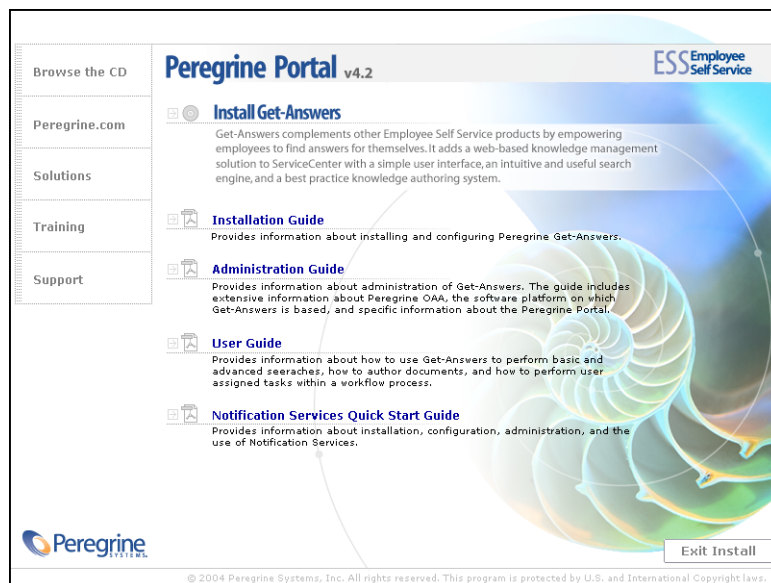 Browse the CD
Peregrine.com
Solutions
Training
Support
Peregrine Portal v4.2
ESS Employee
Self Service
Install Get-Answers
Get-Answers complements other Employee Self Service products by empowering
employees to find answers for themselves. It adds a web-based knowledge management
solution to ServiceCenter with a simple user interface, an intuitive and useful search
engine, and a best practice knowledge authoring system.
Installation Guide
Provides information about installing and configuring Peregrine Get-Answers.
Administration Guide
Provides information about administration of Get-Answers. The guide includes
extensive information about Peregrine OAA, the software platform on which
Get-Answers is based, and specific information about the Peregrine Portal.
User Guide
Provides information about how to use Get-Answers to perform basic and
advanced seeraches, how to author documents, and how to perform user
assigned tasks within a workflow process.
Notification Services Quick Start Guide
Provides information about installation, configuration, administration, and the
use of Notification Services.
Peregrine
SYSTEMS
Exit Install
© 2004 Peregrine Systems, Inc. All rights reserved. This program is protected by U.S. and International Copyright laws.